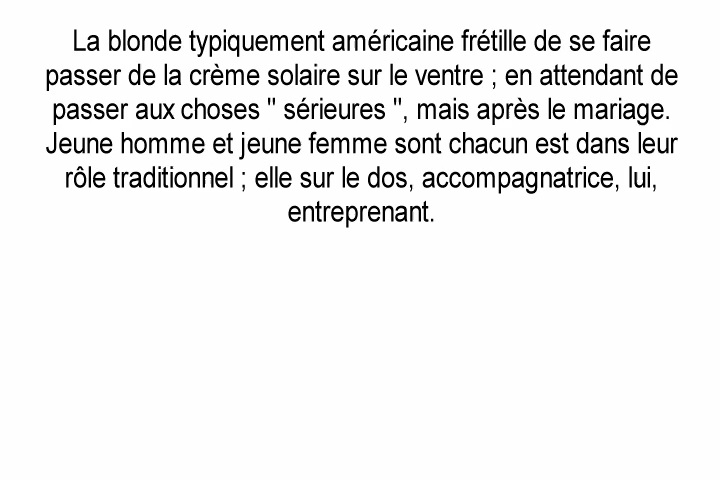 La blonde typiquement américaine frétille de se faire
passer de la crème solaire sur le ventre ; en attendant de
passer aux choses " sérieures ", mais après le mariage.
Jeune homme et jeune femme sont chacun est dans leur
rôle traditionnel ; elle sur le dos, accompagnatrice, lui,
entreprenant.